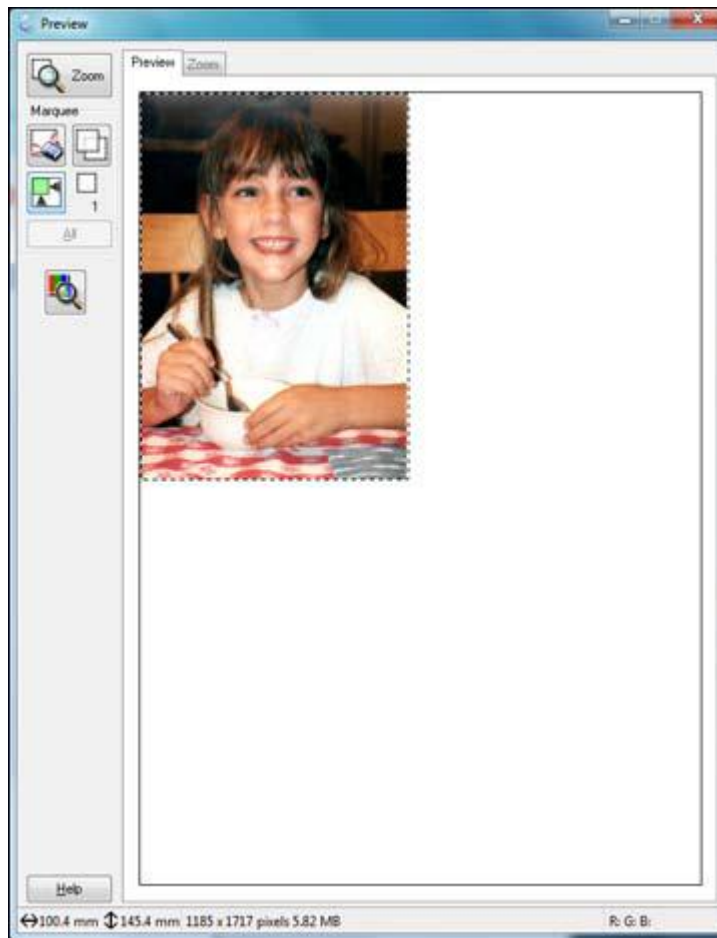 Preview
Preview Zoom
Zoom
Marquee
1
All
Help
100.4 mm 145.4 mm 1185 x 1717 pixels 5.82 MB R: G: B: